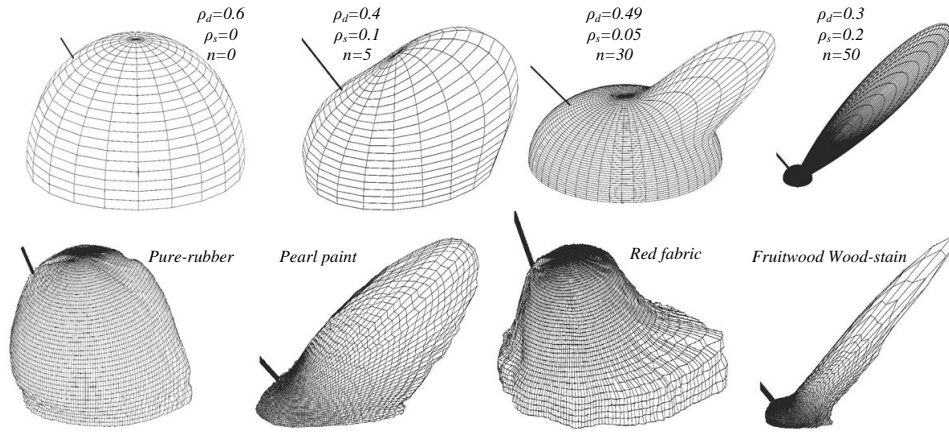 ρd=0.6
ρs=0
n=0
ρd=0.4
ρs=0.1
n=5
ρd=0.49
ρs=0.05
n=30
ρd=0.3
ρs=0.2
n=50
Pure-rubber
Pearl paint
Red fabric
Fruitwood Wood-stain